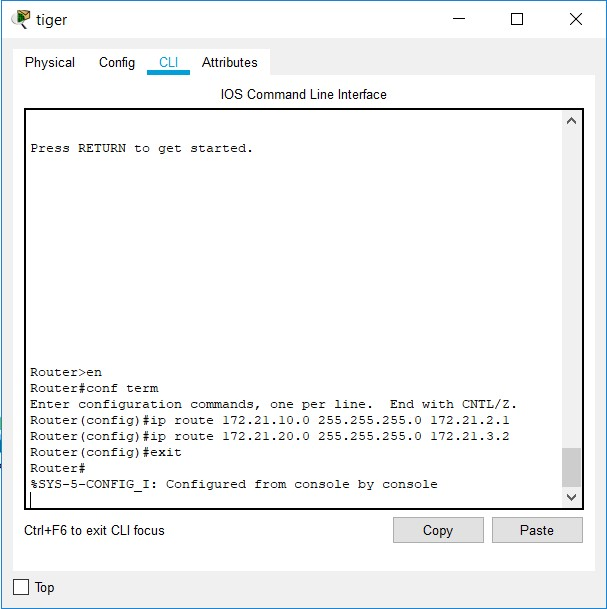 tiger
Physical Config CLI Attributes
IOS Command Line Interface
Press RETURN to get started.
Router>en
Router#conf term
Enter configuration commands, one per line.  End with CNTL/Z.
Router(config)#ip route 172.21.10.0 255.255.255.0 172.21.2.1
Router(config)#ip route 172.21.20.0 255.255.255.0 172.21.3.2
Router(config)#exit
Router#
%SYS-5-CONFIG_I: Configured from console by console
Ctrl+F6 to exit CLI focus
Copy
Paste
Top